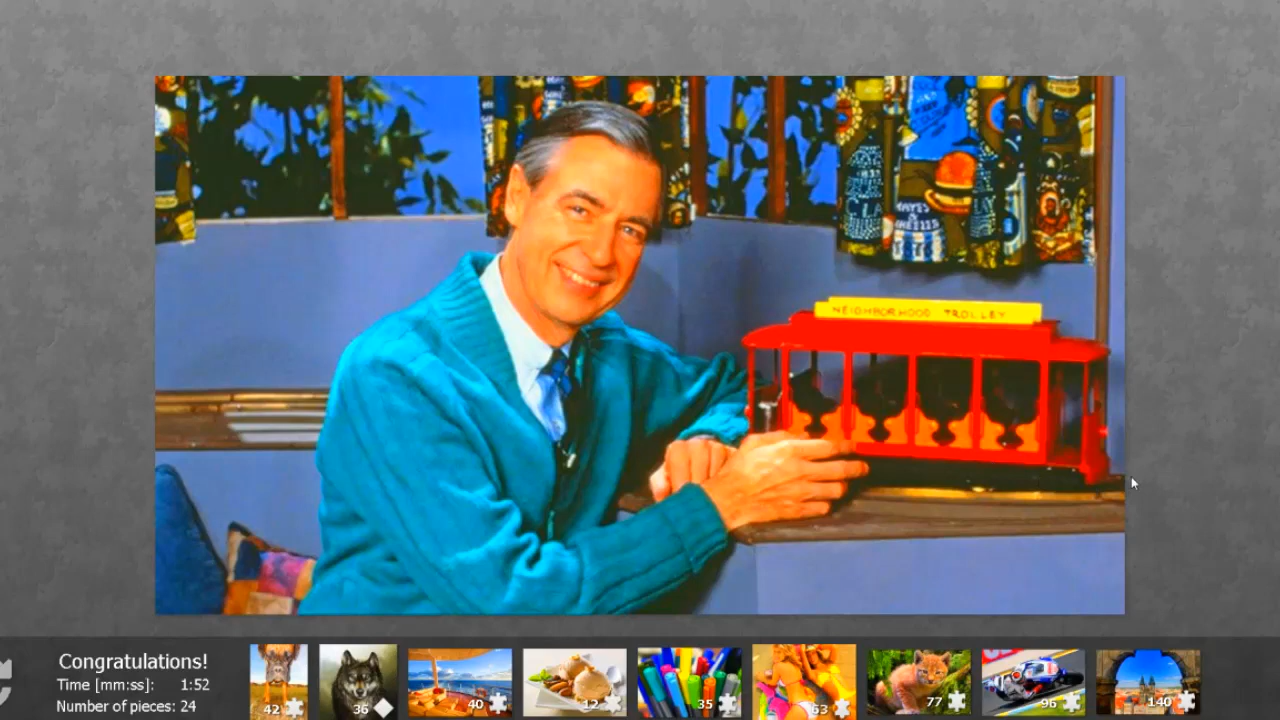 NEIGHBORHOOD TROLLEY
Congratulations!
Time [mm:ss]: 1:52
Number of pieces: 24
42
36
40
12
35
63
77
96
140